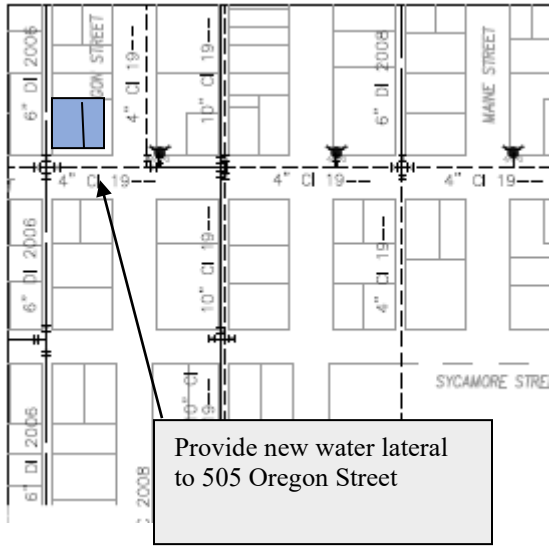 6" DI 2006
GON STREET
4" CI 19––
10" CI 19––
6" DI 2008
MAINE STREET
4" CI 19––
4" CI 19––
4" CI 19––
6" DI 2006
10" CI 19––
4" CI 19––
SYCAMORE STRE
6" DI 2006
2008
CI
19––
Provide new water lateral
to 505 Oregon Street